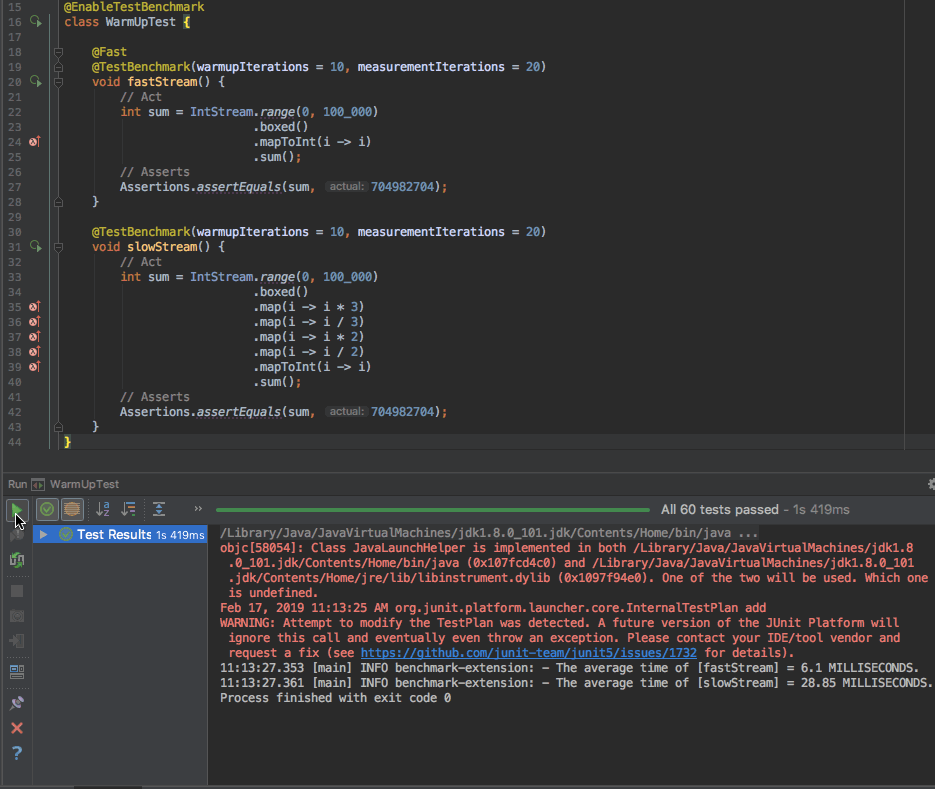 15 @EnableTestBenchmark
16 class WarmUpTest {
17
18 @Fast
19 @TestBenchmark(warmupIterations = 10, measurementIterations = 20)
20 void fastStream() {
21 // Act
22 int sum = IntStream.range(0, 100_000)
23 .boxed()
24 .mapToInt(i -> i)
25 .sum();
26 // Asserts
27 Assertions.assertEquals(sum, actual: 704982704);
28 }
29
30 @TestBenchmark(warmupIterations = 10, measurementIterations = 20)
31 void slowStream() {
32 // Act
33 int sum = IntStream.range(0, 100_000)
34 .boxed()
35 .map(i -> i * 3)
36 .map(i -> i / 3)
37 .map(i -> i * 2)
38 .map(i -> i / 2)
39 .mapToInt(i -> i)
40 .sum();
41 // Asserts
42 Assertions.assertEquals(sum, actual: 704982704);
43 }
44 }
Run WarmUpTest
All 60 tests passed - 1s 419ms
Test Results 1s 419ms
/Library/Java/JavaVirtualMachines/jdk1.8.0_101.jdk/Contents/Home/bin/java ...
objc[58054]: Class JavaLaunchHelper is implemented in both /Library/Java/JavaVirtualMachines/jdk1.8
.0_101.jdk/Contents/Home/bin/java (0x107fcd4c0) and /Library/Java/JavaVirtualMachines/jdk1.8.0_101
.jdk/Contents/Home/jre/lib/libinstrument.dylib (0x1097f94e0). One of the two will be used. Which one
is undefined.
Feb 17, 2019 11:13:25 AM org.junit.platform.launcher.core.InternalTestPlan add
WARNING: Attempt to modify the TestPlan was detected. A future version of the JUnit Platform will
ignore this call and eventually even throw an exception. Please contact your IDE/tool vendor and
request a fix (see https://github.com/junit-team/junit5/issues/1732 for details).
11:13:27.353 [main] INFO benchmark-extension: - The average time of [fastStream] = 6.1 MILLISECONDS.
11:13:27.361 [main] INFO benchmark-extension: - The average time of [slowStream] = 28.85 MILLISECONDS.
Process finished with exit code 0